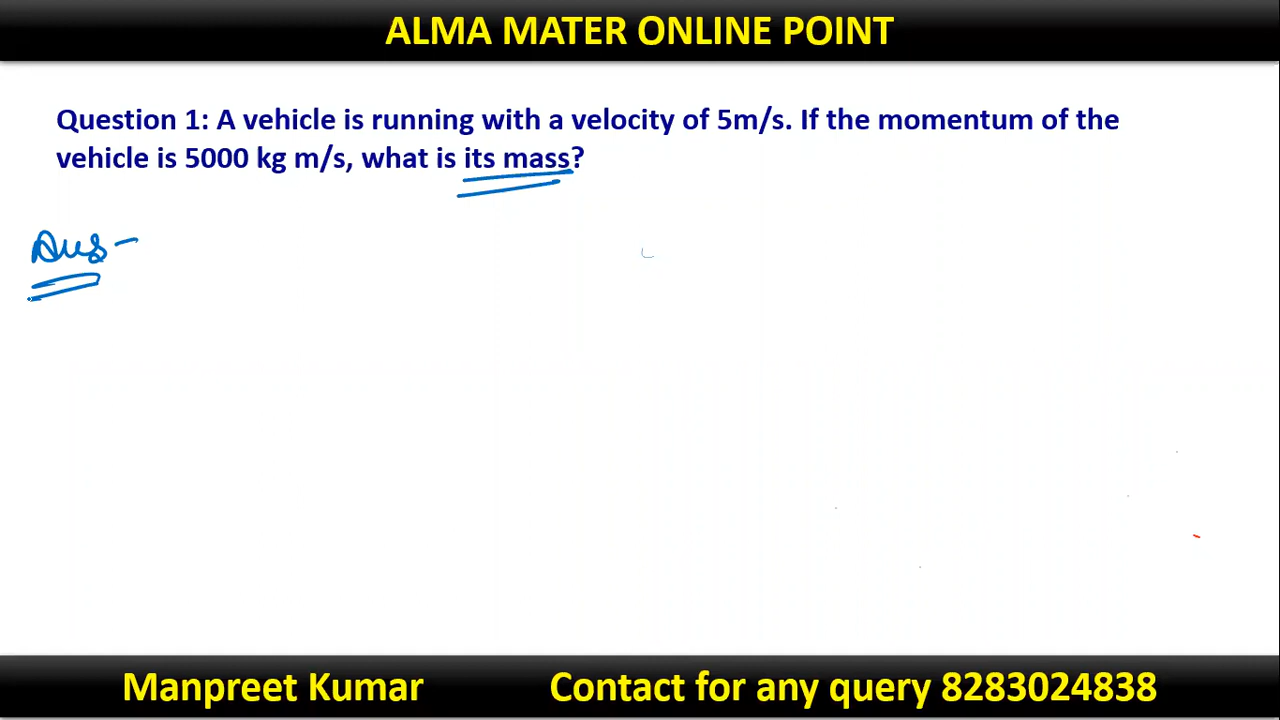 ALMA MATER ONLINE POINT
Question 1: A vehicle is running with a velocity of 5m/s. If the momentum of the
vehicle is 5000 kg m/s, what is its mass?
Ans -
Manpreet Kumar Contact for any query 8283024838